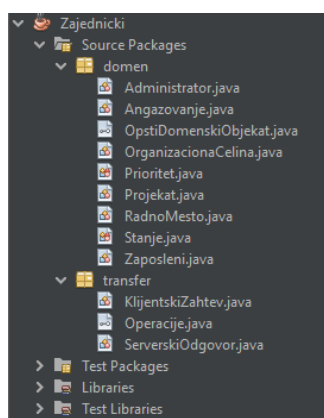 Zajednicki
Source Packages
domen
Administrator.java
Angazovanje.java
OpstiDomenskiObjekat.java
OrganizacionaCelina.java
Prioritet.java
Projekat.java
RadnoMesto.java
Stanje.java
Zaposleni.java
transfer
KlijentskiZahtev.java
Operacije.java
ServerskiOdgovor.java
Test Packages
Libraries
Test Libraries